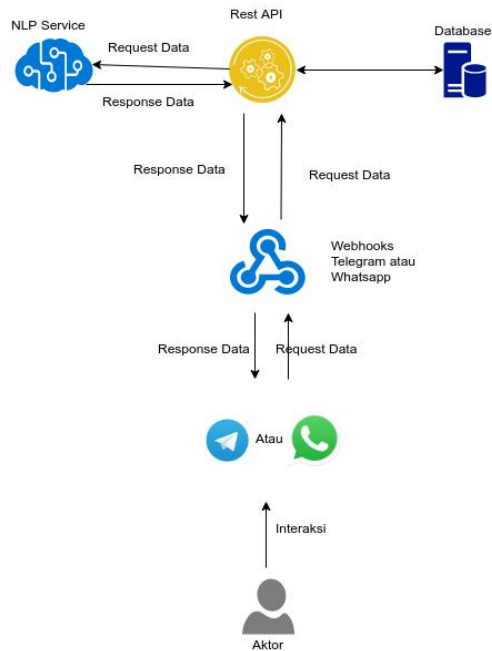 Rest API
NLP Service
Database
Request Data
Response Data
Response Data
Request Data
Webhooks
Telegram atau
Whatsapp
Response Data
Request Data
Atau
Interaksi
Aktor